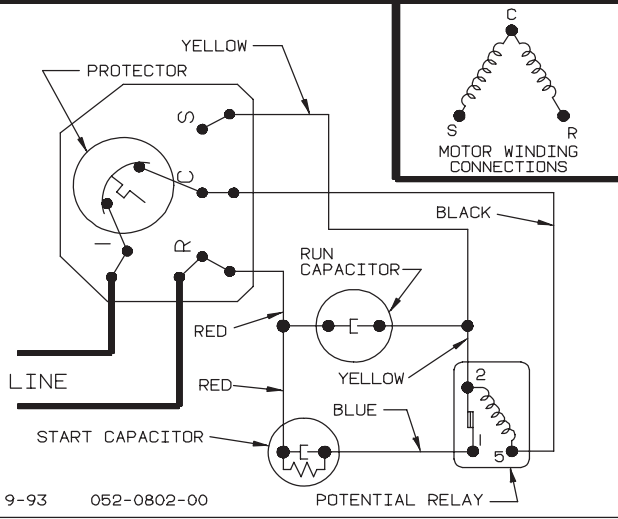 C
S
R
MOTOR WINDING
CONNECTIONS
YELLOW
PROTECTOR
S
C
I
R
BLACK
RUN
CAPACITOR
RED
LINE
RED
YELLOW
2
BLUE
START CAPACITOR
1
5
9-93
052-0802-00
POTENTIAL RELAY